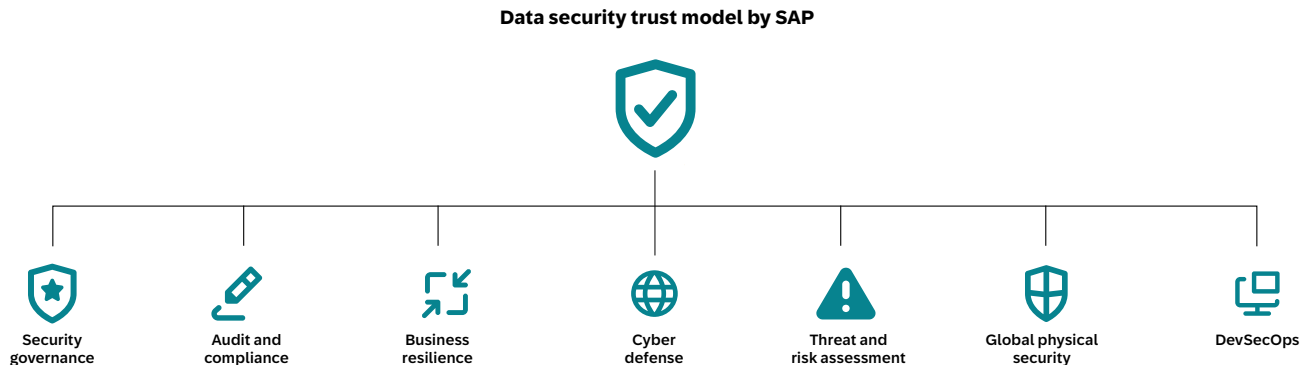 Data security trust model by SAP
Security
governance
Audit and
compliance
Business
resilience
Cyber
defense
Threat and
risk assessment
Global physical
security
DevSecOps